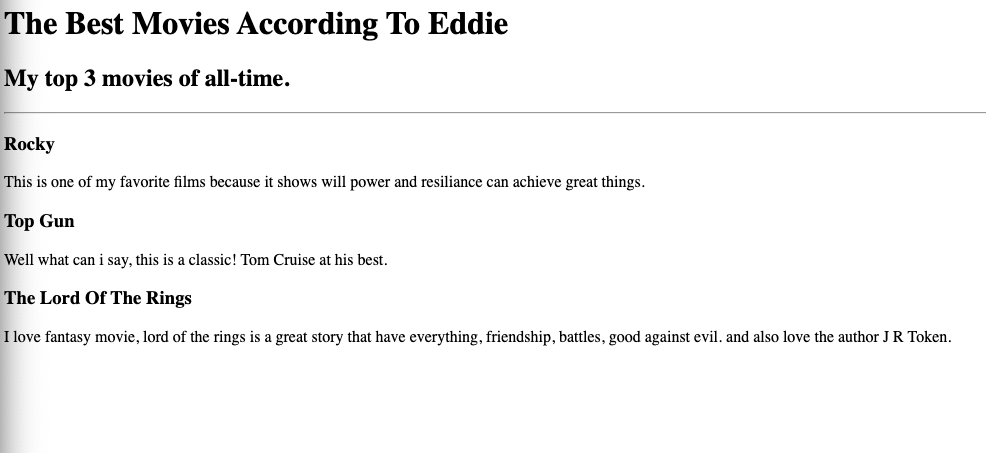 The Best Movies According To Eddie
My top 3 movies of all-time.
Rocky
This is one of my favorite films because it shows will power and resiliance can achieve great things.
Top Gun
Well what can i say, this is a classic! Tom Cruise at his best.
The Lord Of The Rings
I love fantasy movie, lord of the rings is a great story that have everything, friendship, battles, good against evil. and also love the author J R Token.